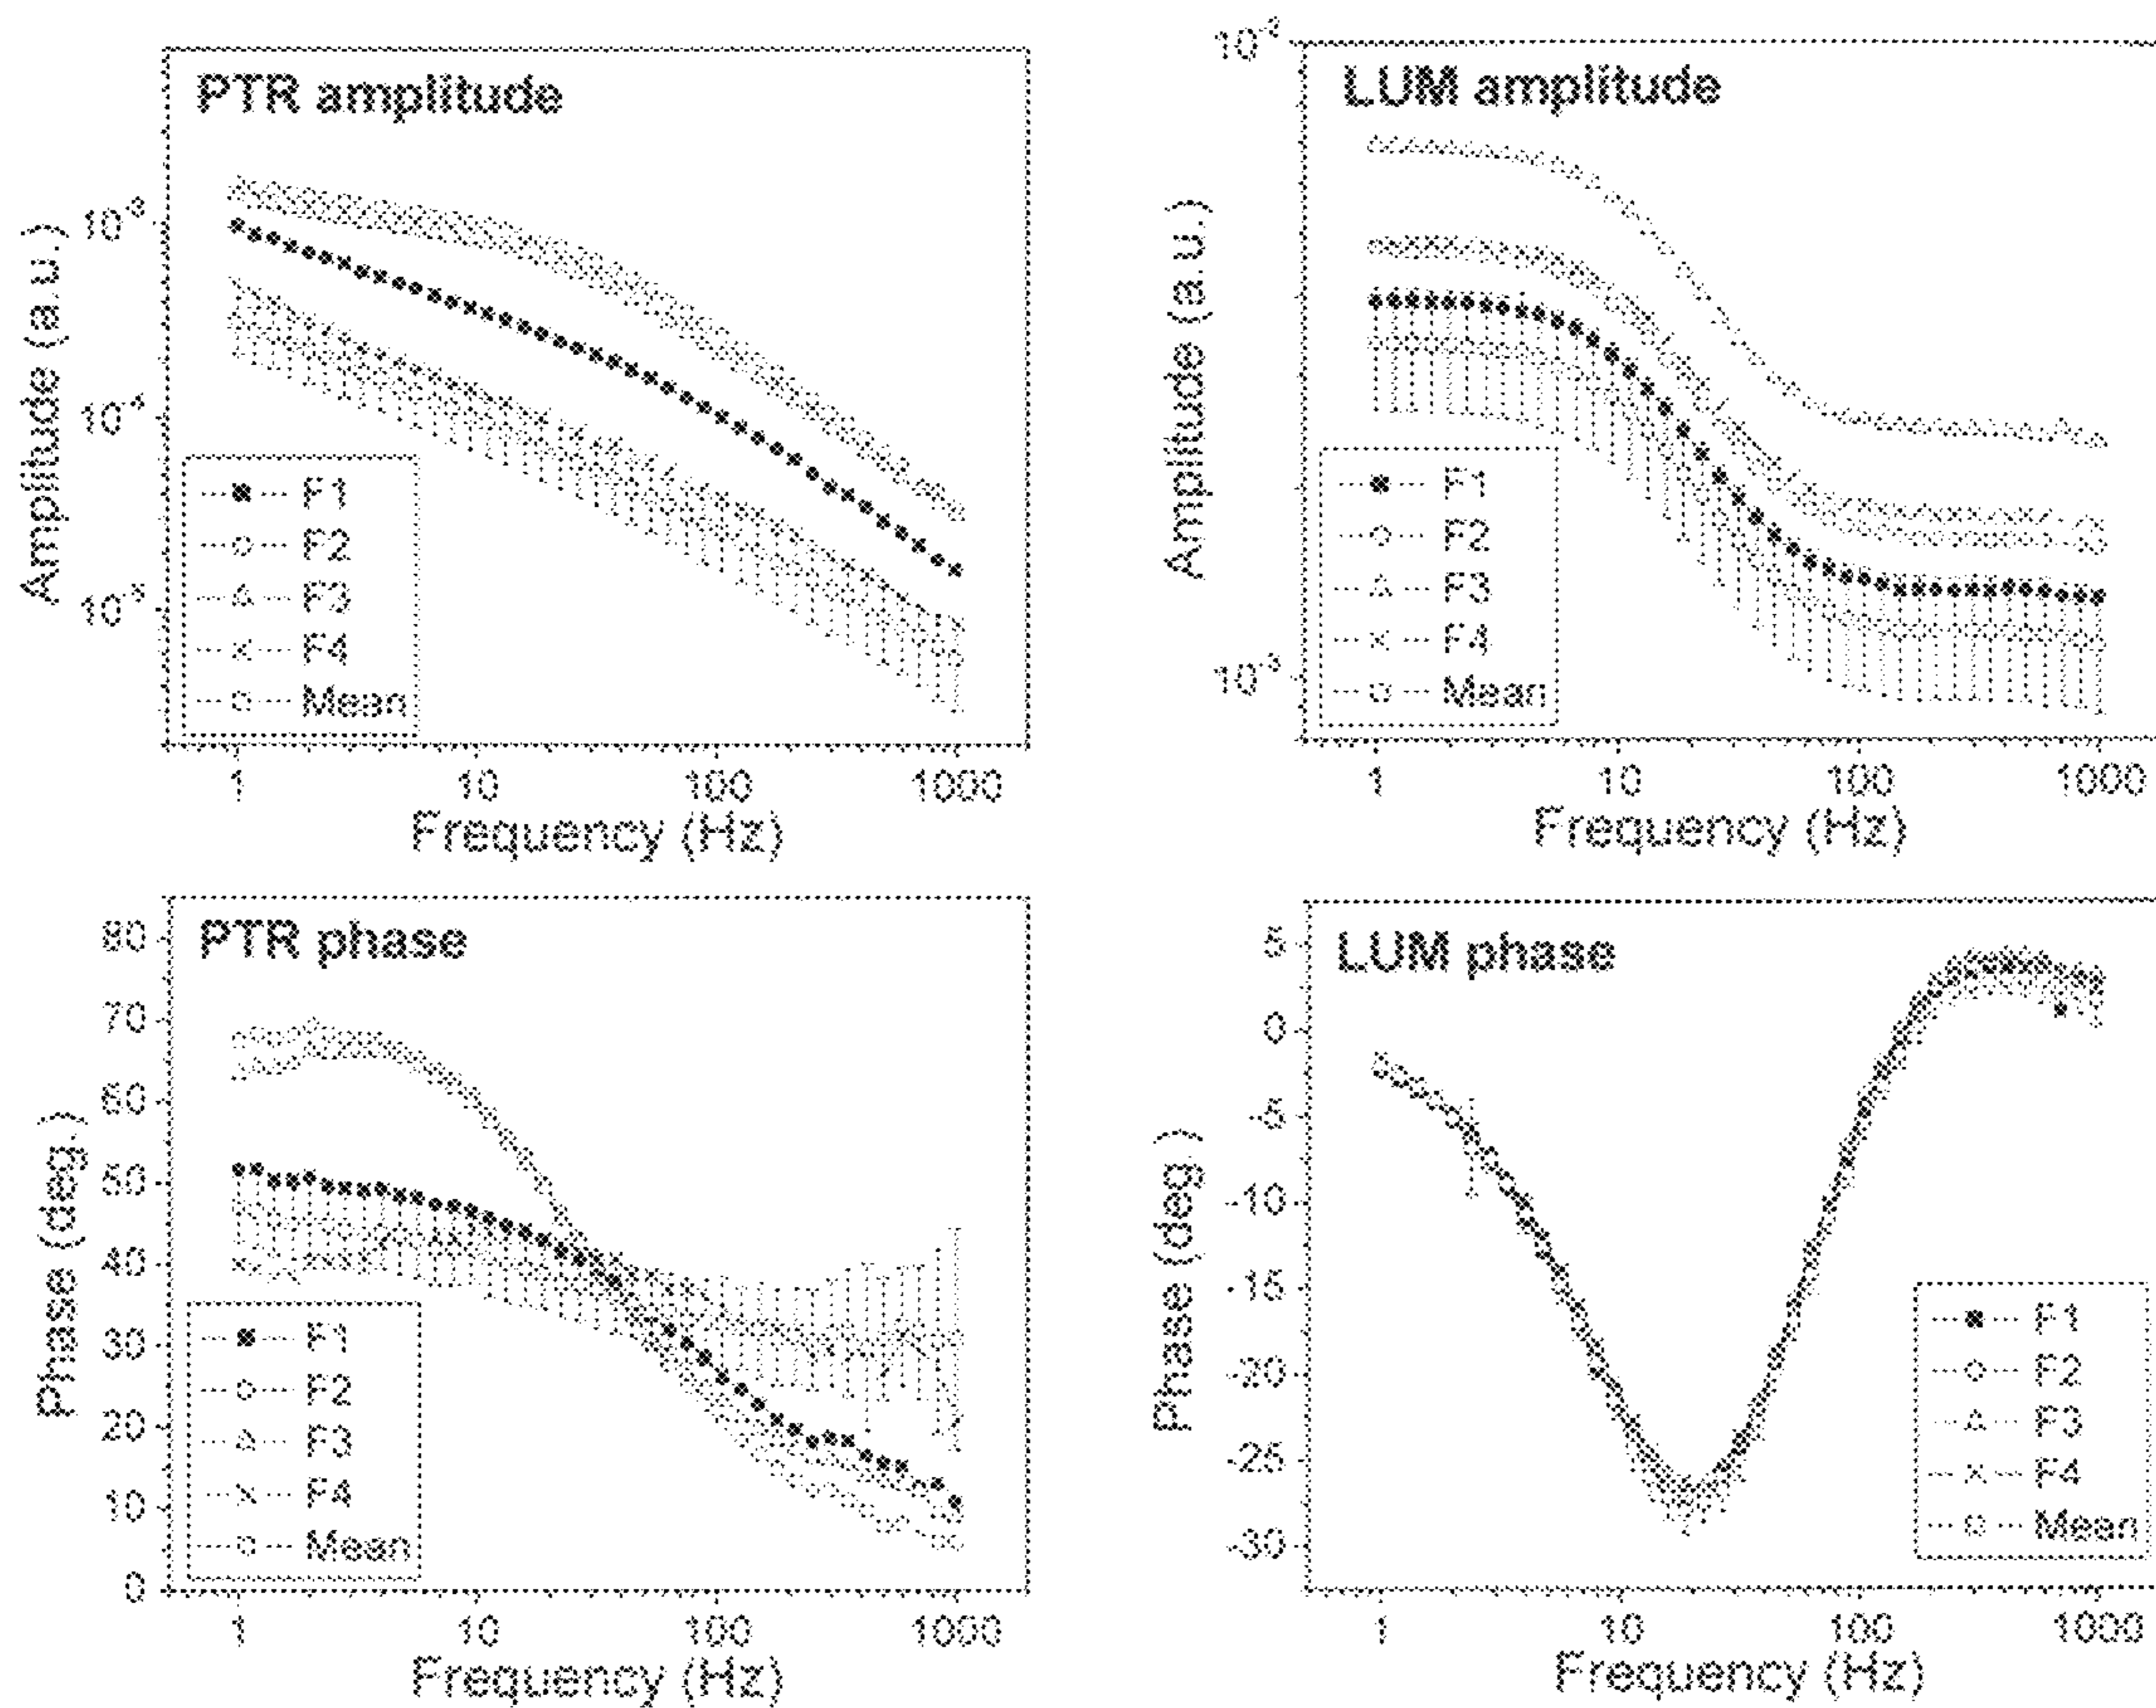 PTR amplitude
10⁻³
10⁻⁴
10⁻⁵
Amplitude (a.u.)
F1
F2
F3
F4
Mean
1 10 100 1000
Frequency (Hz)
LUM amplitude
10⁻²
10⁻³
Amplitude (a.u.)
F1
F2
F3
F4
Mean
1 10 100 1000
Frequency (Hz)
PTR phase
80
70
60
50
40
30
20
10
0
Phase (deg.)
F1
F2
F3
F4
Mean
1 10 100 1000
Frequency (Hz)
LUM phase
5
0
-5
-10
-15
-20
-25
-30
Phase (deg.)
F1
F2
F3
F4
Mean
1 10 100 1000
Frequency (Hz)